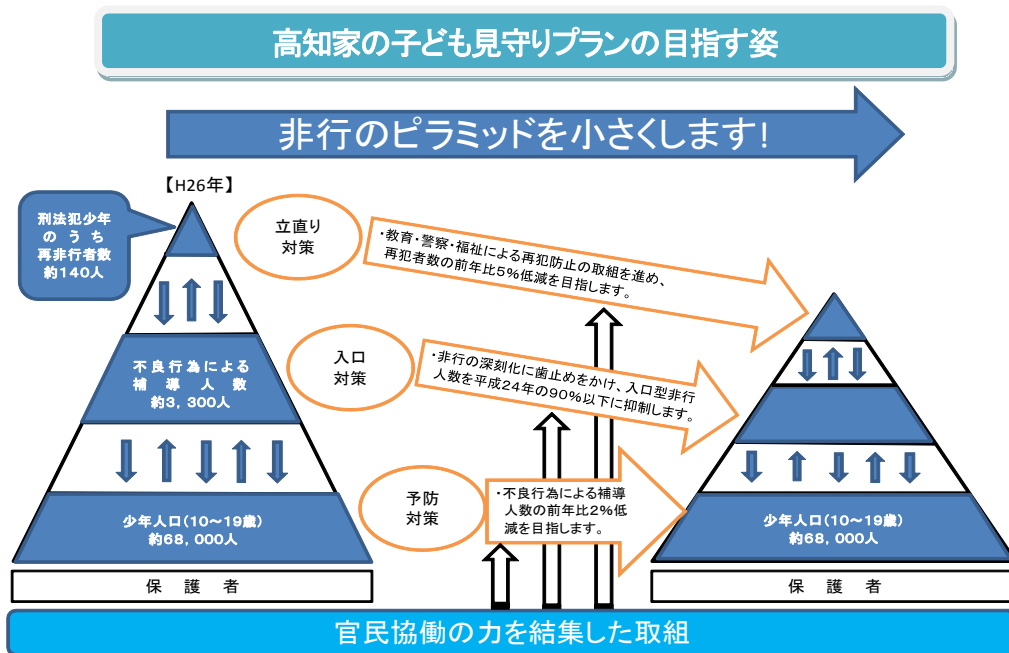 高知家の子ども見守りプランの目指す姿
非行のピラミッドを小さくします!
【H26年】
刑法犯少年
のうち
再非行者数
約140人
立直り
対策
・教育・警察・福祉による再犯防止の取組を進め、
再犯者数の前年比5%低減を目指します。
不良行為による
補導人数
約3,300人
入口
対策
・非行の深刻化に歯止めをかけ、入口型非行
人数を平成24年の90%以下に抑制します。
予防
対策
・不良行為による補導
人数の前年比2%低
減を目指します。
少年人口(10~19歳)
約68,000人
少年人口(10~19歳)
約68,000人
保護者
保護者
官民協働の力を結集した取組